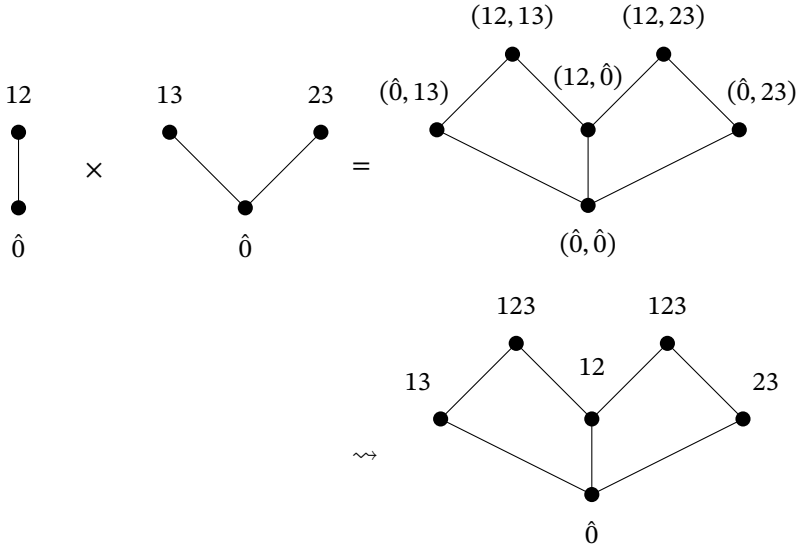 (12, 13) (12, 23)
12 13 23 (0̂, 13) (12, 0̂) (0̂, 23)
× =
0̂ 0̂ (0̂, 0̂)
123 123
13 12 23
⇝
0̂